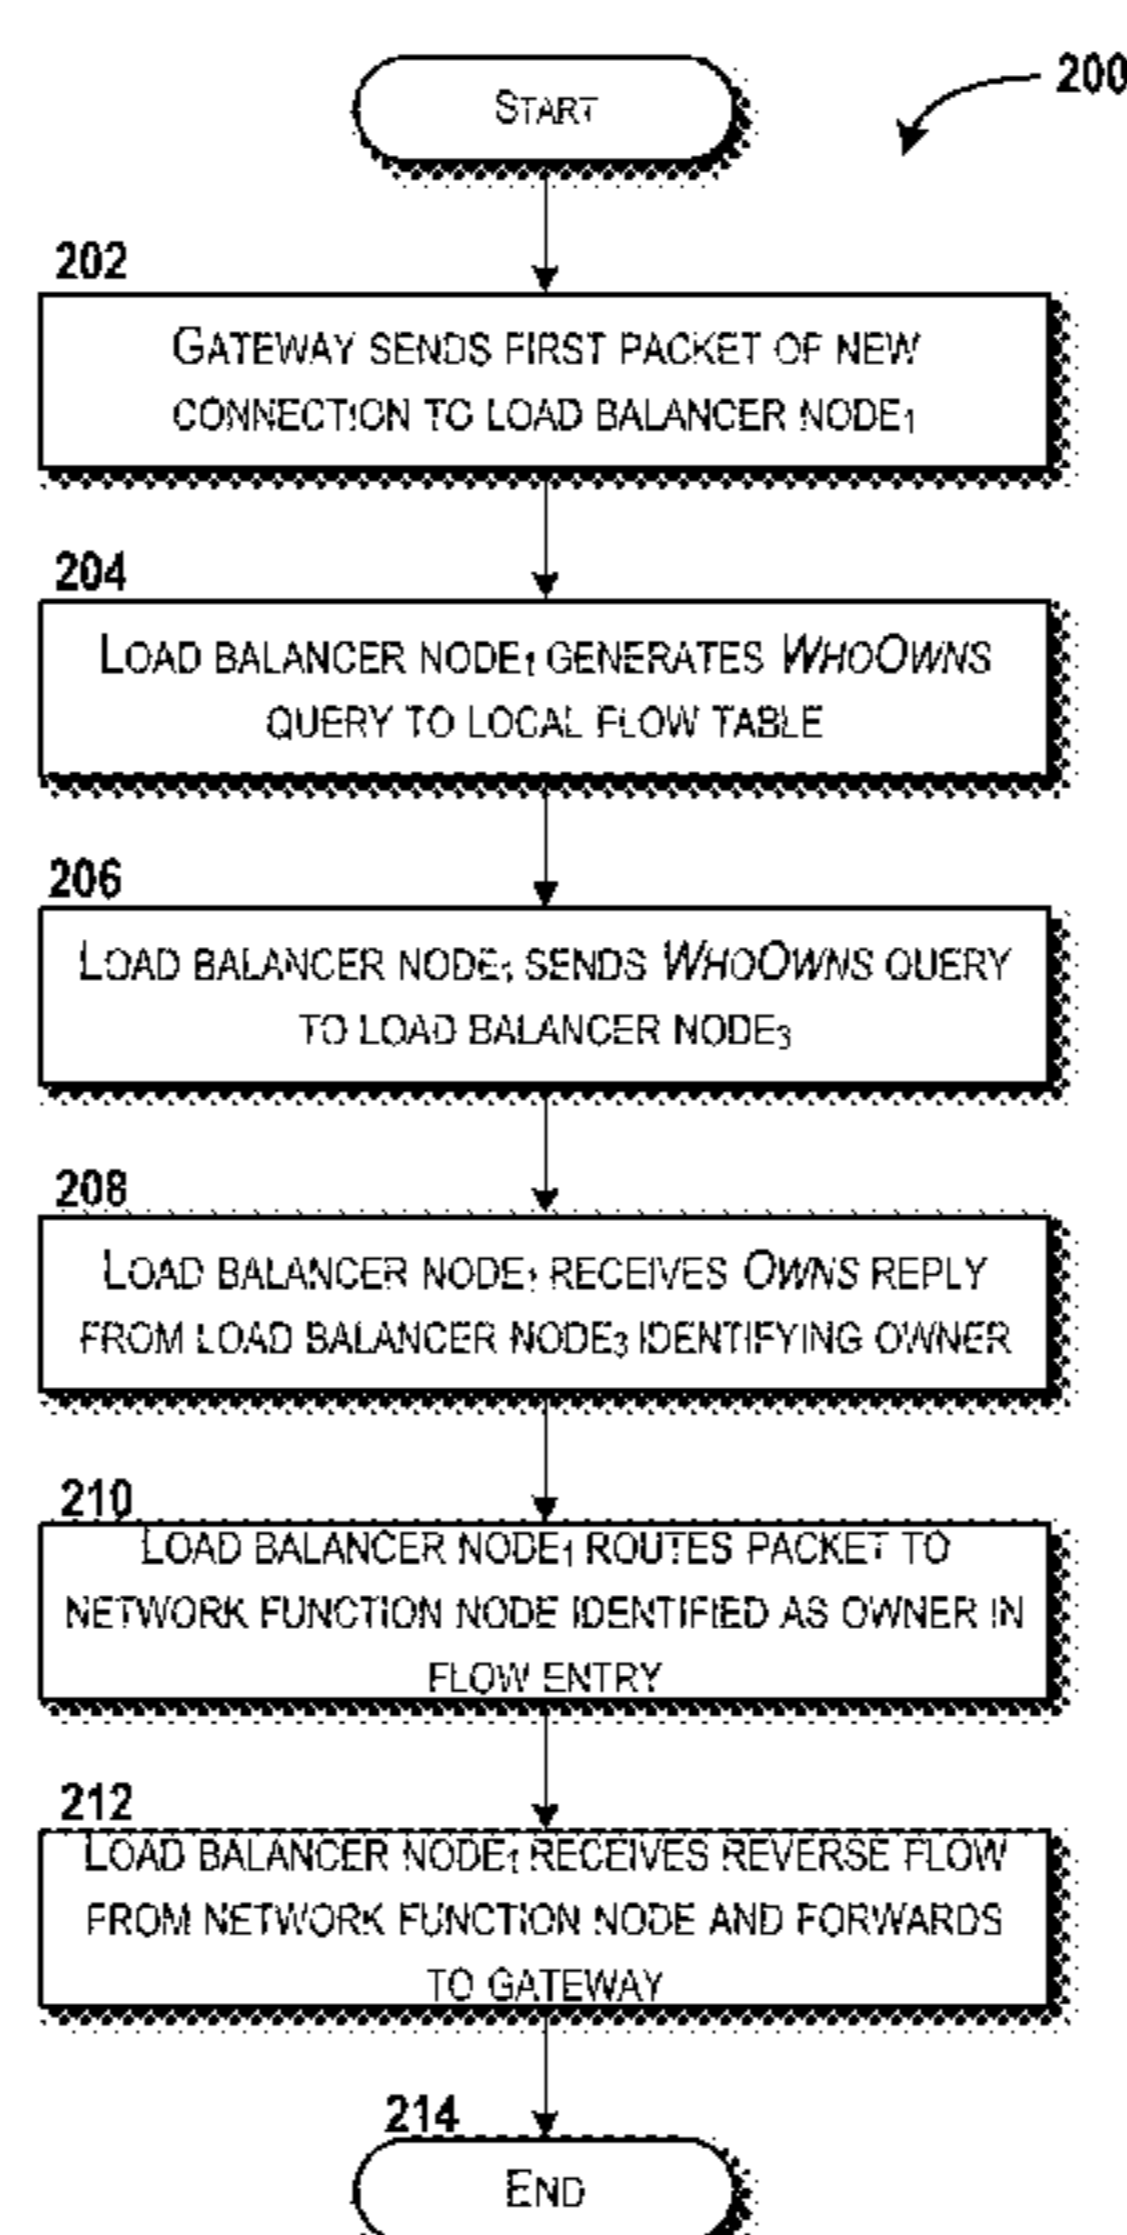 START
200
202
GATEWAY SENDS FIRST PACKET OF NEW
CONNECTION TO LOAD BALANCER NODE₁
204
LOAD BALANCER NODE₁ GENERATES WHOOWNS
QUERY TO LOCAL FLOW TABLE
206
LOAD BALANCER NODE₁ SENDS WHOOWNS QUERY
TO LOAD BALANCER NODE₃
208
LOAD BALANCER NODE₁ RECEIVES OWNS REPLY
FROM LOAD BALANCER NODE₃ IDENTIFYING OWNER
210
LOAD BALANCER NODE₁ ROUTES PACKET TO
NETWORK FUNCTION NODE IDENTIFIED AS OWNER IN
FLOW ENTRY
212
LOAD BALANCER NODE₁ RECEIVES REVERSE FLOW
FROM NETWORK FUNCTION NODE AND FORWARDS
TO GATEWAY
214
END